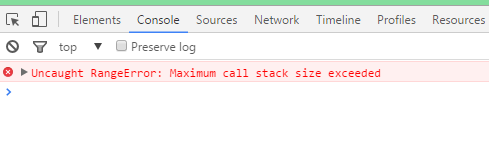 Elements Console Sources Network Timeline Profiles Resources
top Preserve log
Uncaught RangeError: Maximum call stack size exceeded